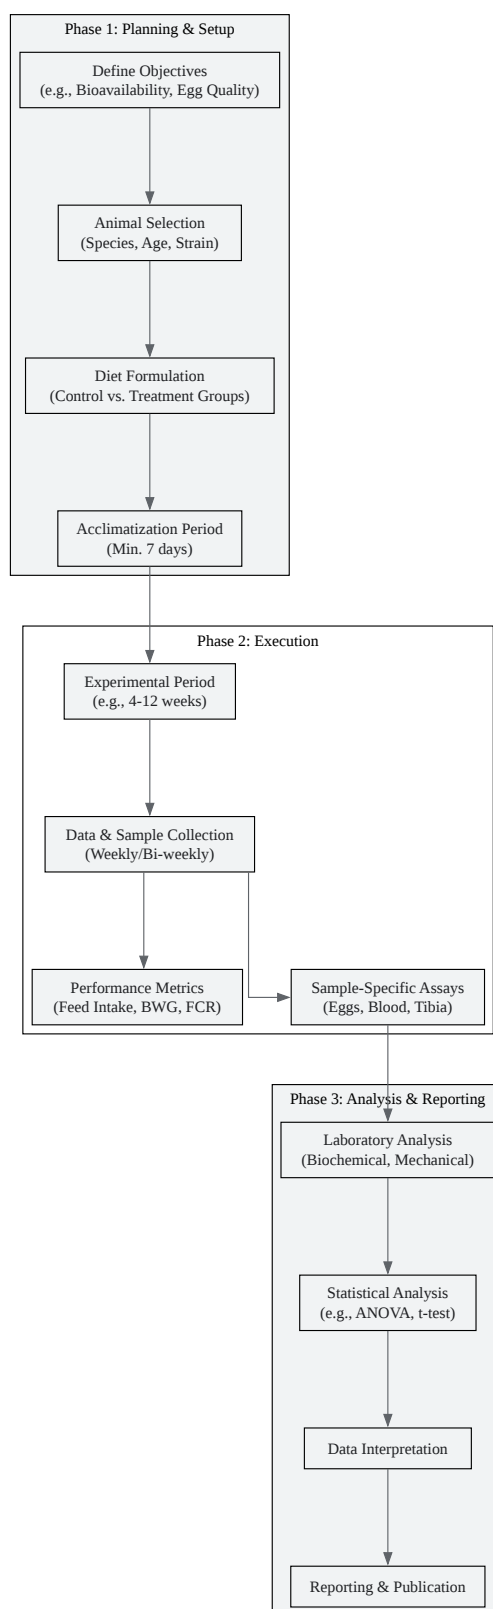 Phase 1: Planning & Setup
Define Objectives
(e.g., Bioavailability, Egg Quality)
Animal Selection
(Species, Age, Strain)
Diet Formulation
(Control vs. Treatment Groups)
Acclimatization Period
(Min. 7 days)
Phase 2: Execution
Experimental Period
(e.g., 4-12 weeks)
Data & Sample Collection
(Weekly/Bi-weekly)
Performance Metrics
(Feed Intake, BWG, FCR)
Sample-Specific Assays
(Eggs, Blood, Tibia)
Phase 3: Analysis & Reporting
Laboratory Analysis
(Biochemical, Mechanical)
Statistical Analysis
(e.g., ANOVA, t-test)
Data Interpretation
Reporting & Publication